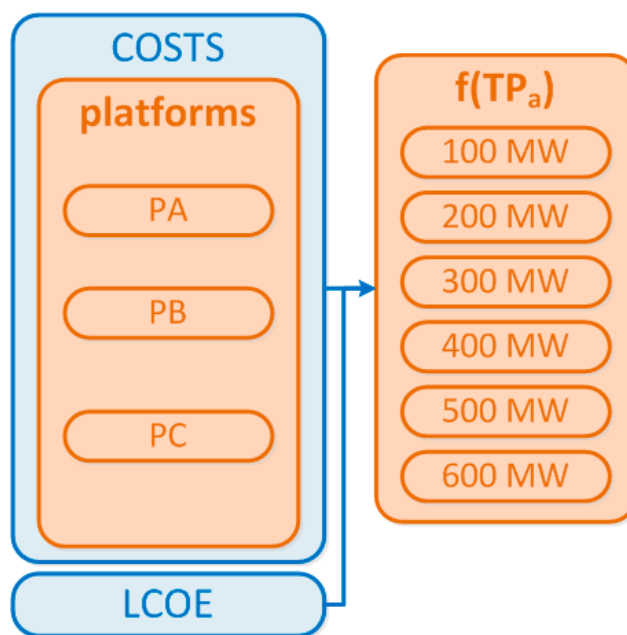 COSTS
platforms
PA
PB
PC
LCOE
f(TPₐ)
100 MW
200 MW
300 MW
400 MW
500 MW
600 MW